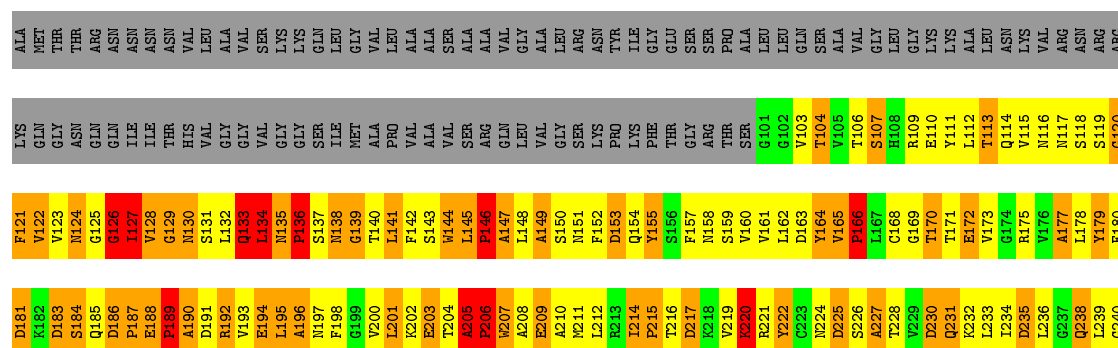 ALA MET THR THR ARG ASN ASN ASN ASN VAL LEU ALA VAL SER LYS LYS GLN LEU GLY VAL LEU ALA ALA SER ALA ALA VAL GLY ALA LEU ARG ASN TYR ILE GLY GLU SER SER PRO ALA LEU LEU GLN SER ALA VAL GLY LEU GLY LYS LYS ALA LEU ASN LYS VAL ARG ASN ARG ARG
LYS GLN GLY ASN GLN GLN ILE ILE THR HIS VAL GLY GLY VAL GLY GLY SER ILE MET ALA PRO VAL ALA VAL SER ARG GLN LEU VAL GLY SER LYS PRO LYS PHE THR GLY ARG THR SER G101 G102 V103 T104 V105 T106 S107 H108 R109 E110 Y111 L112 T113 Q114 V115 N116 N117 S118 S119 G120
F121 V122 V123 N124 G125 G126 I127 V128 G129 N130 S131 L132 Q133 L134 N135 P136 S137 N138 G139 T140 L141 F142 S143 W144 L145 P146 A147 L148 A149 S150 N151 F152 D153 Q154 Y155 S156 F157 N158 S159 V160 V161 L162 D163 Y164 V165 P166 L167 C168 G169 T170 T171 E172 V173 G174 R175 V176 A177 L178 Y179 F180
D181 K182 D183 S184 Q185 D186 P187 E188 P189 A190 D191 R192 V193 E194 L195 A196 N197 F198 G199 V200 L201 K202 E203 T204 A205 P206 W207 A208 E209 A210 M211 L212 R213 I214 P215 T216 D217 K218 V219 K220 R221 Y222 C223 N224 D225 S226 A227 T228 V229 D230 Q231 K232 L233 I234 D235 L236 G237 Q238 L239 G240